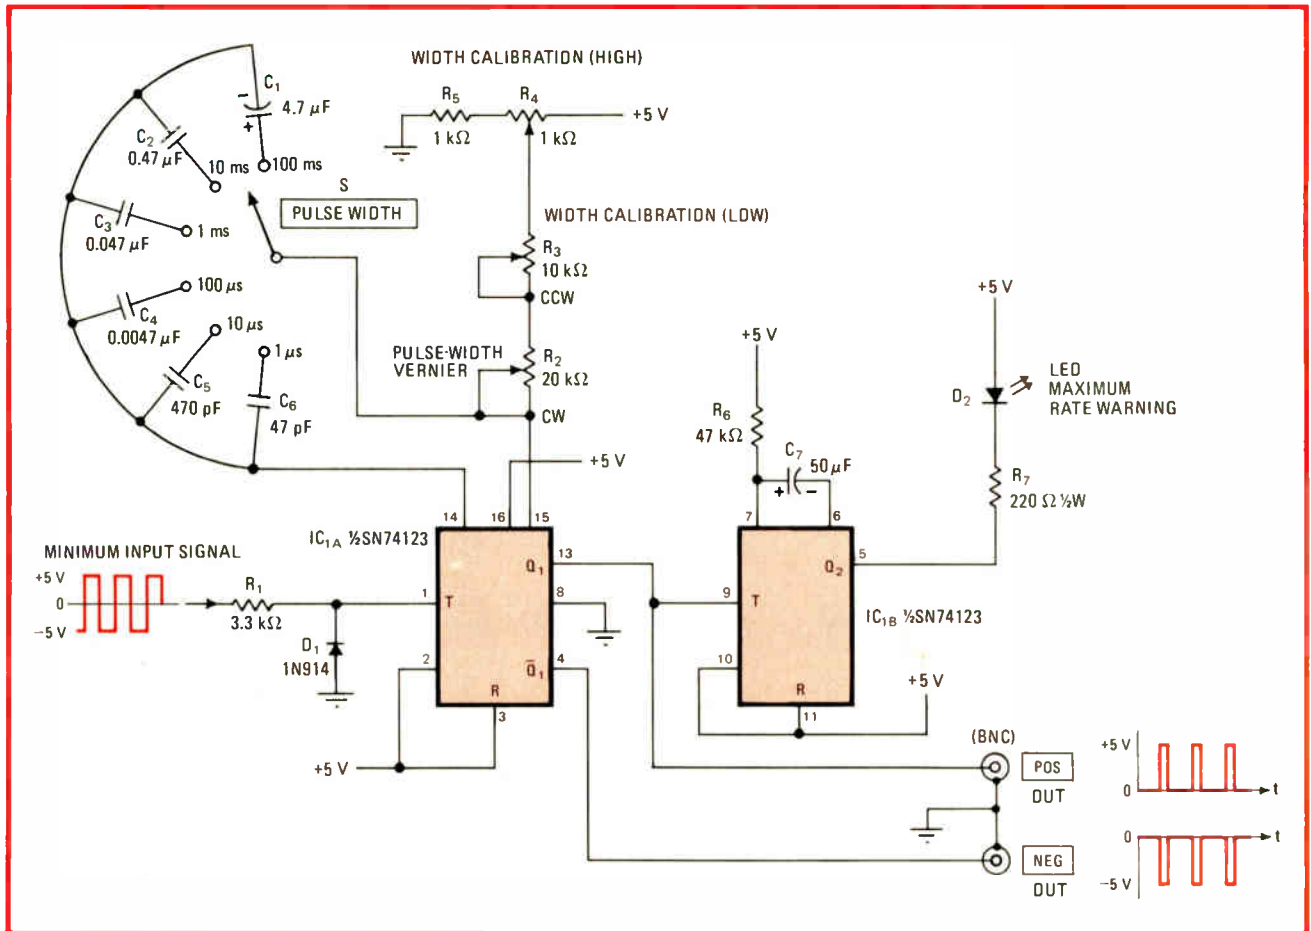 WIDTH CALIBRATION (HIGH)
C1
4.7 µF
R5
1 kΩ
R4
1 kΩ
+5 V
C2
0.47 µF
10 ms
100 ms
S
PULSE WIDTH
C3
0.047 µF
1 ms
WIDTH CALIBRATION (LOW)
R3
10 kΩ
CCW
100 µs
C4
0.0047 µF
10 µs
1 µs
C5
470 pF
C6
47 pF
PULSE-WIDTH
VERNIER
R2
20 kΩ
CW
+5 V
+5 V
+5 V
D2
LED
MAXIMUM
RATE WARNING
R6
47 kΩ
C7
50 µF
+ −
R7
220 Ω ½W
14
16
15
7
6
IC1A ½SN74123
MINIMUM INPUT SIGNAL
+5 V
0
−5 V
R1
3.3 kΩ
D1
1N914
1
T
2
R
3
13
Q1
8
4
Q̅1
+5 V
9
T
10
R
11
5
Q2
IC1B ½SN74123
+5 V
(BNC)
POS
OUT
NEG
OUT
+5 V
0
t
0
−5 V
t